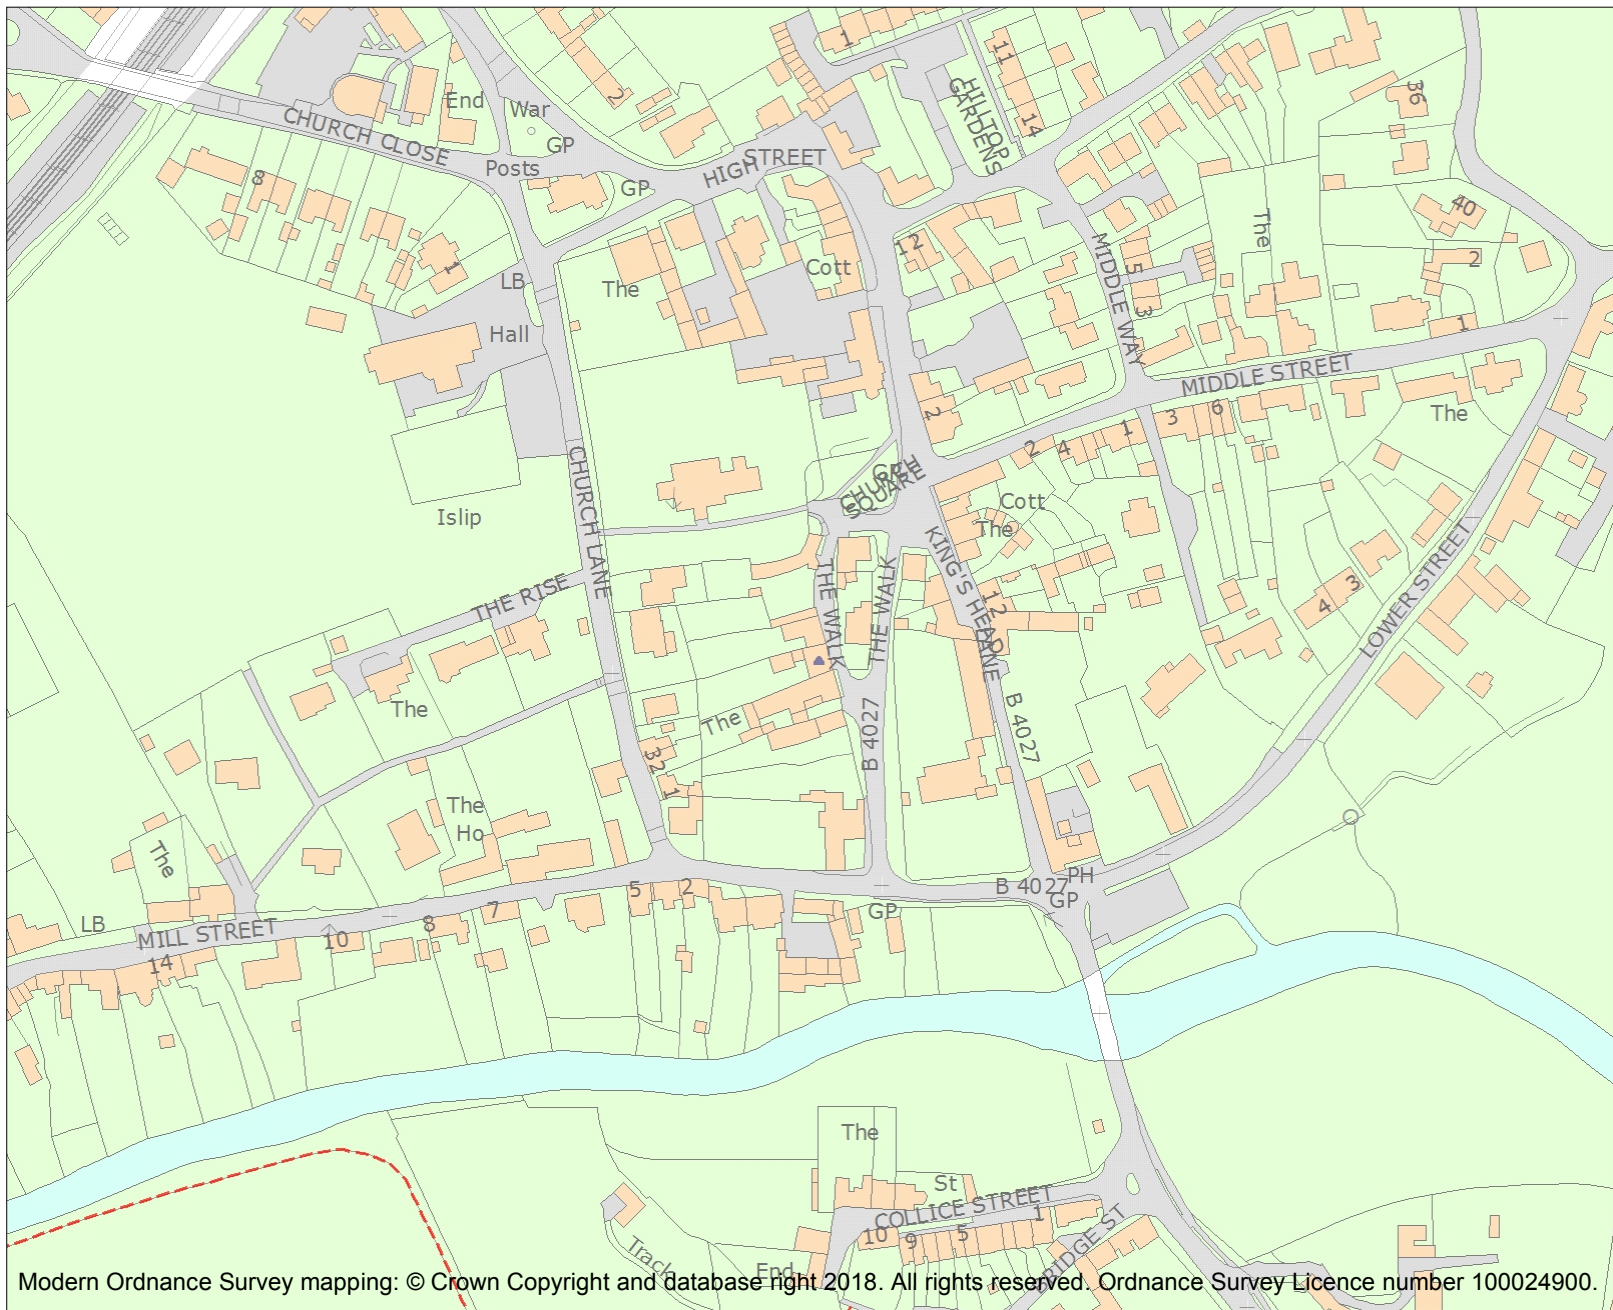 1
11
HILLTOP
GARDENS
14
36
2
End
War
CHURCH CLOSE
GP
Posts
STREET
HIGH
GP
8
40
The
12
MIDDLE WAY
5
3
2
1
1
LB
The
Cott
Hall
MIDDLE STREET
2
The
3
6
1
2
4
GP
CHURCH
SQUARE
Cott
The
Islip
CHURCH LANE
THE RISE
THE WALK
THE WALK
KING'S HEAD
LANE
12
LOWER STREET
3
4
The
The
B 4027
B 4027
32
1
The
Ho
The
PH
B 4027
GP
GP
5
2
7
8
10
LB
MILL STREET
14
The
St
COLLICE STREET
1
10
9
5
BRIDGE ST
Track
End
Modern Ordnance Survey mapping: © Crown Copyright and database right 2018. All rights reserved. Ordnance Survey Licence number 100024900.